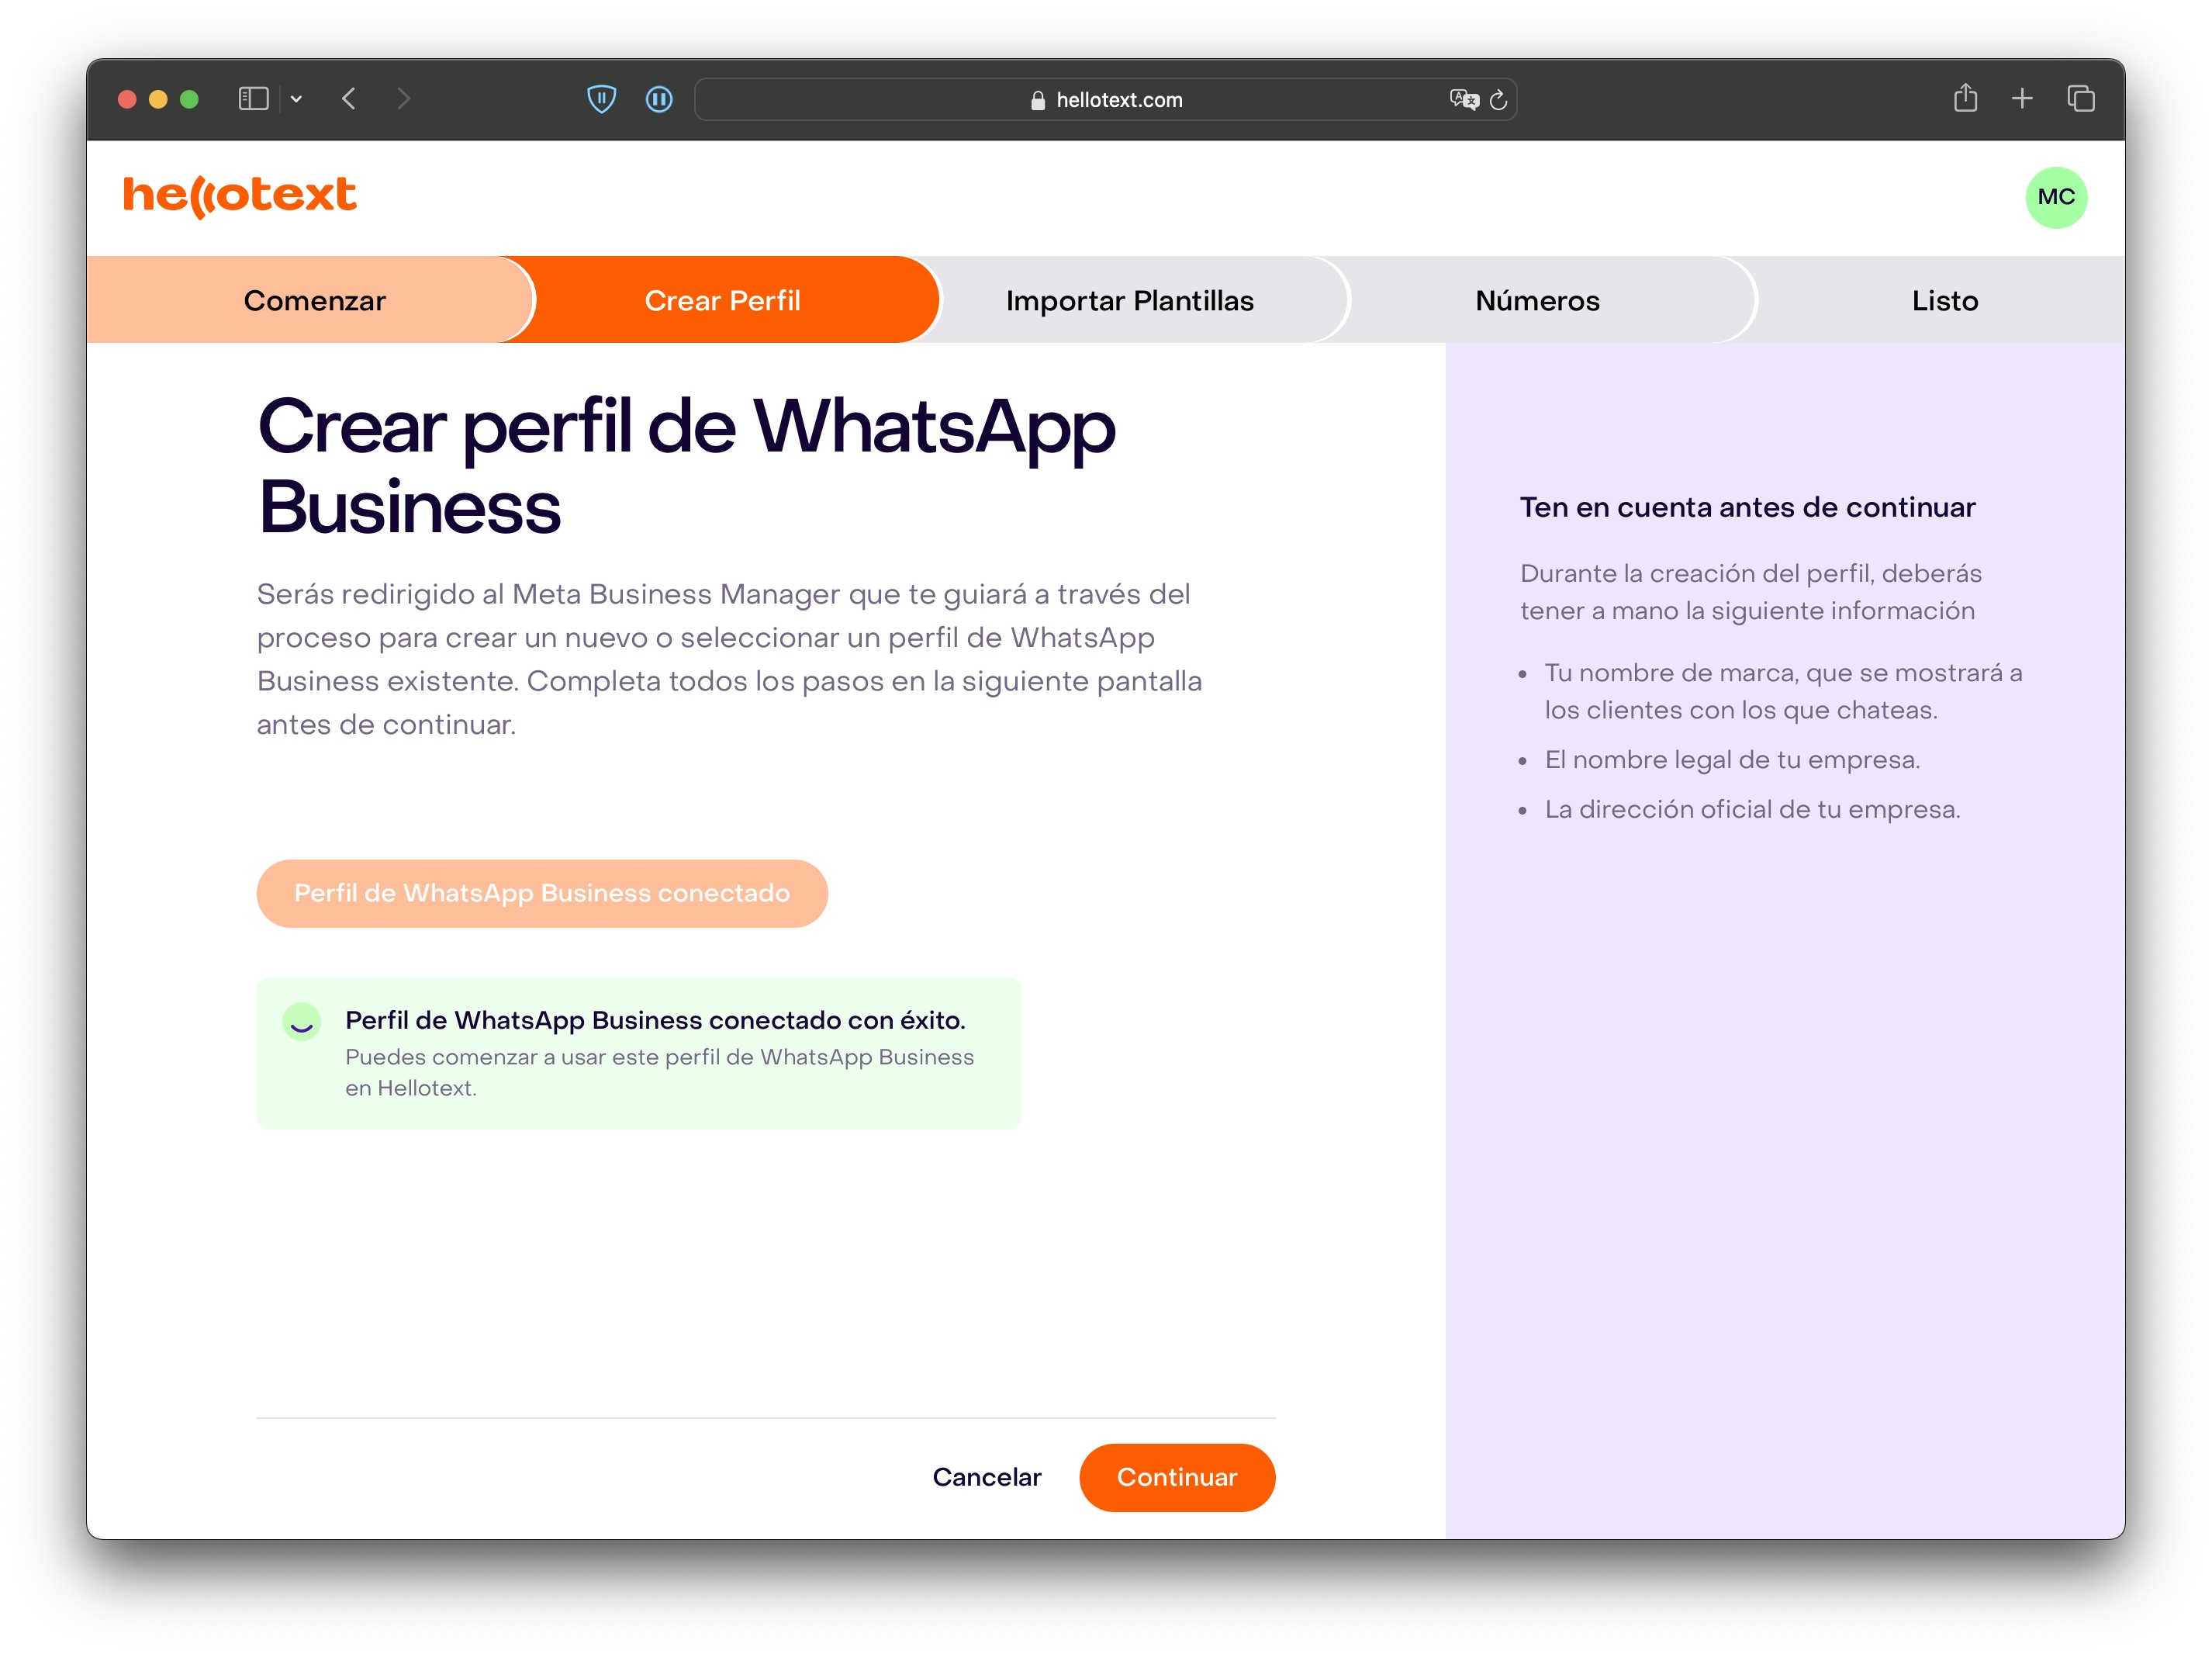 hellotext.com
hellotext
MC
Comenzar
Crear Perfil
Importar Plantillas
Números
Listo
Crear perfil de WhatsApp
Business
Serás redirigido al Meta Business Manager que te guiará a través del
proceso para crear un nuevo o seleccionar un perfil de WhatsApp
Business existente. Completa todos los pasos en la siguiente pantalla
antes de continuar.
Perfil de WhatsApp Business conectado
Perfil de WhatsApp Business conectado con éxito.
Puedes comenzar a usar este perfil de WhatsApp Business
en Hellotext.
Cancelar
Continuar
Ten en cuenta antes de continuar
Durante la creación del perfil, deberás
tener a mano la siguiente información
• Tu nombre de marca, que se mostrará a
los clientes con los que chateas.
• El nombre legal de tu empresa.
• La dirección oficial de tu empresa.